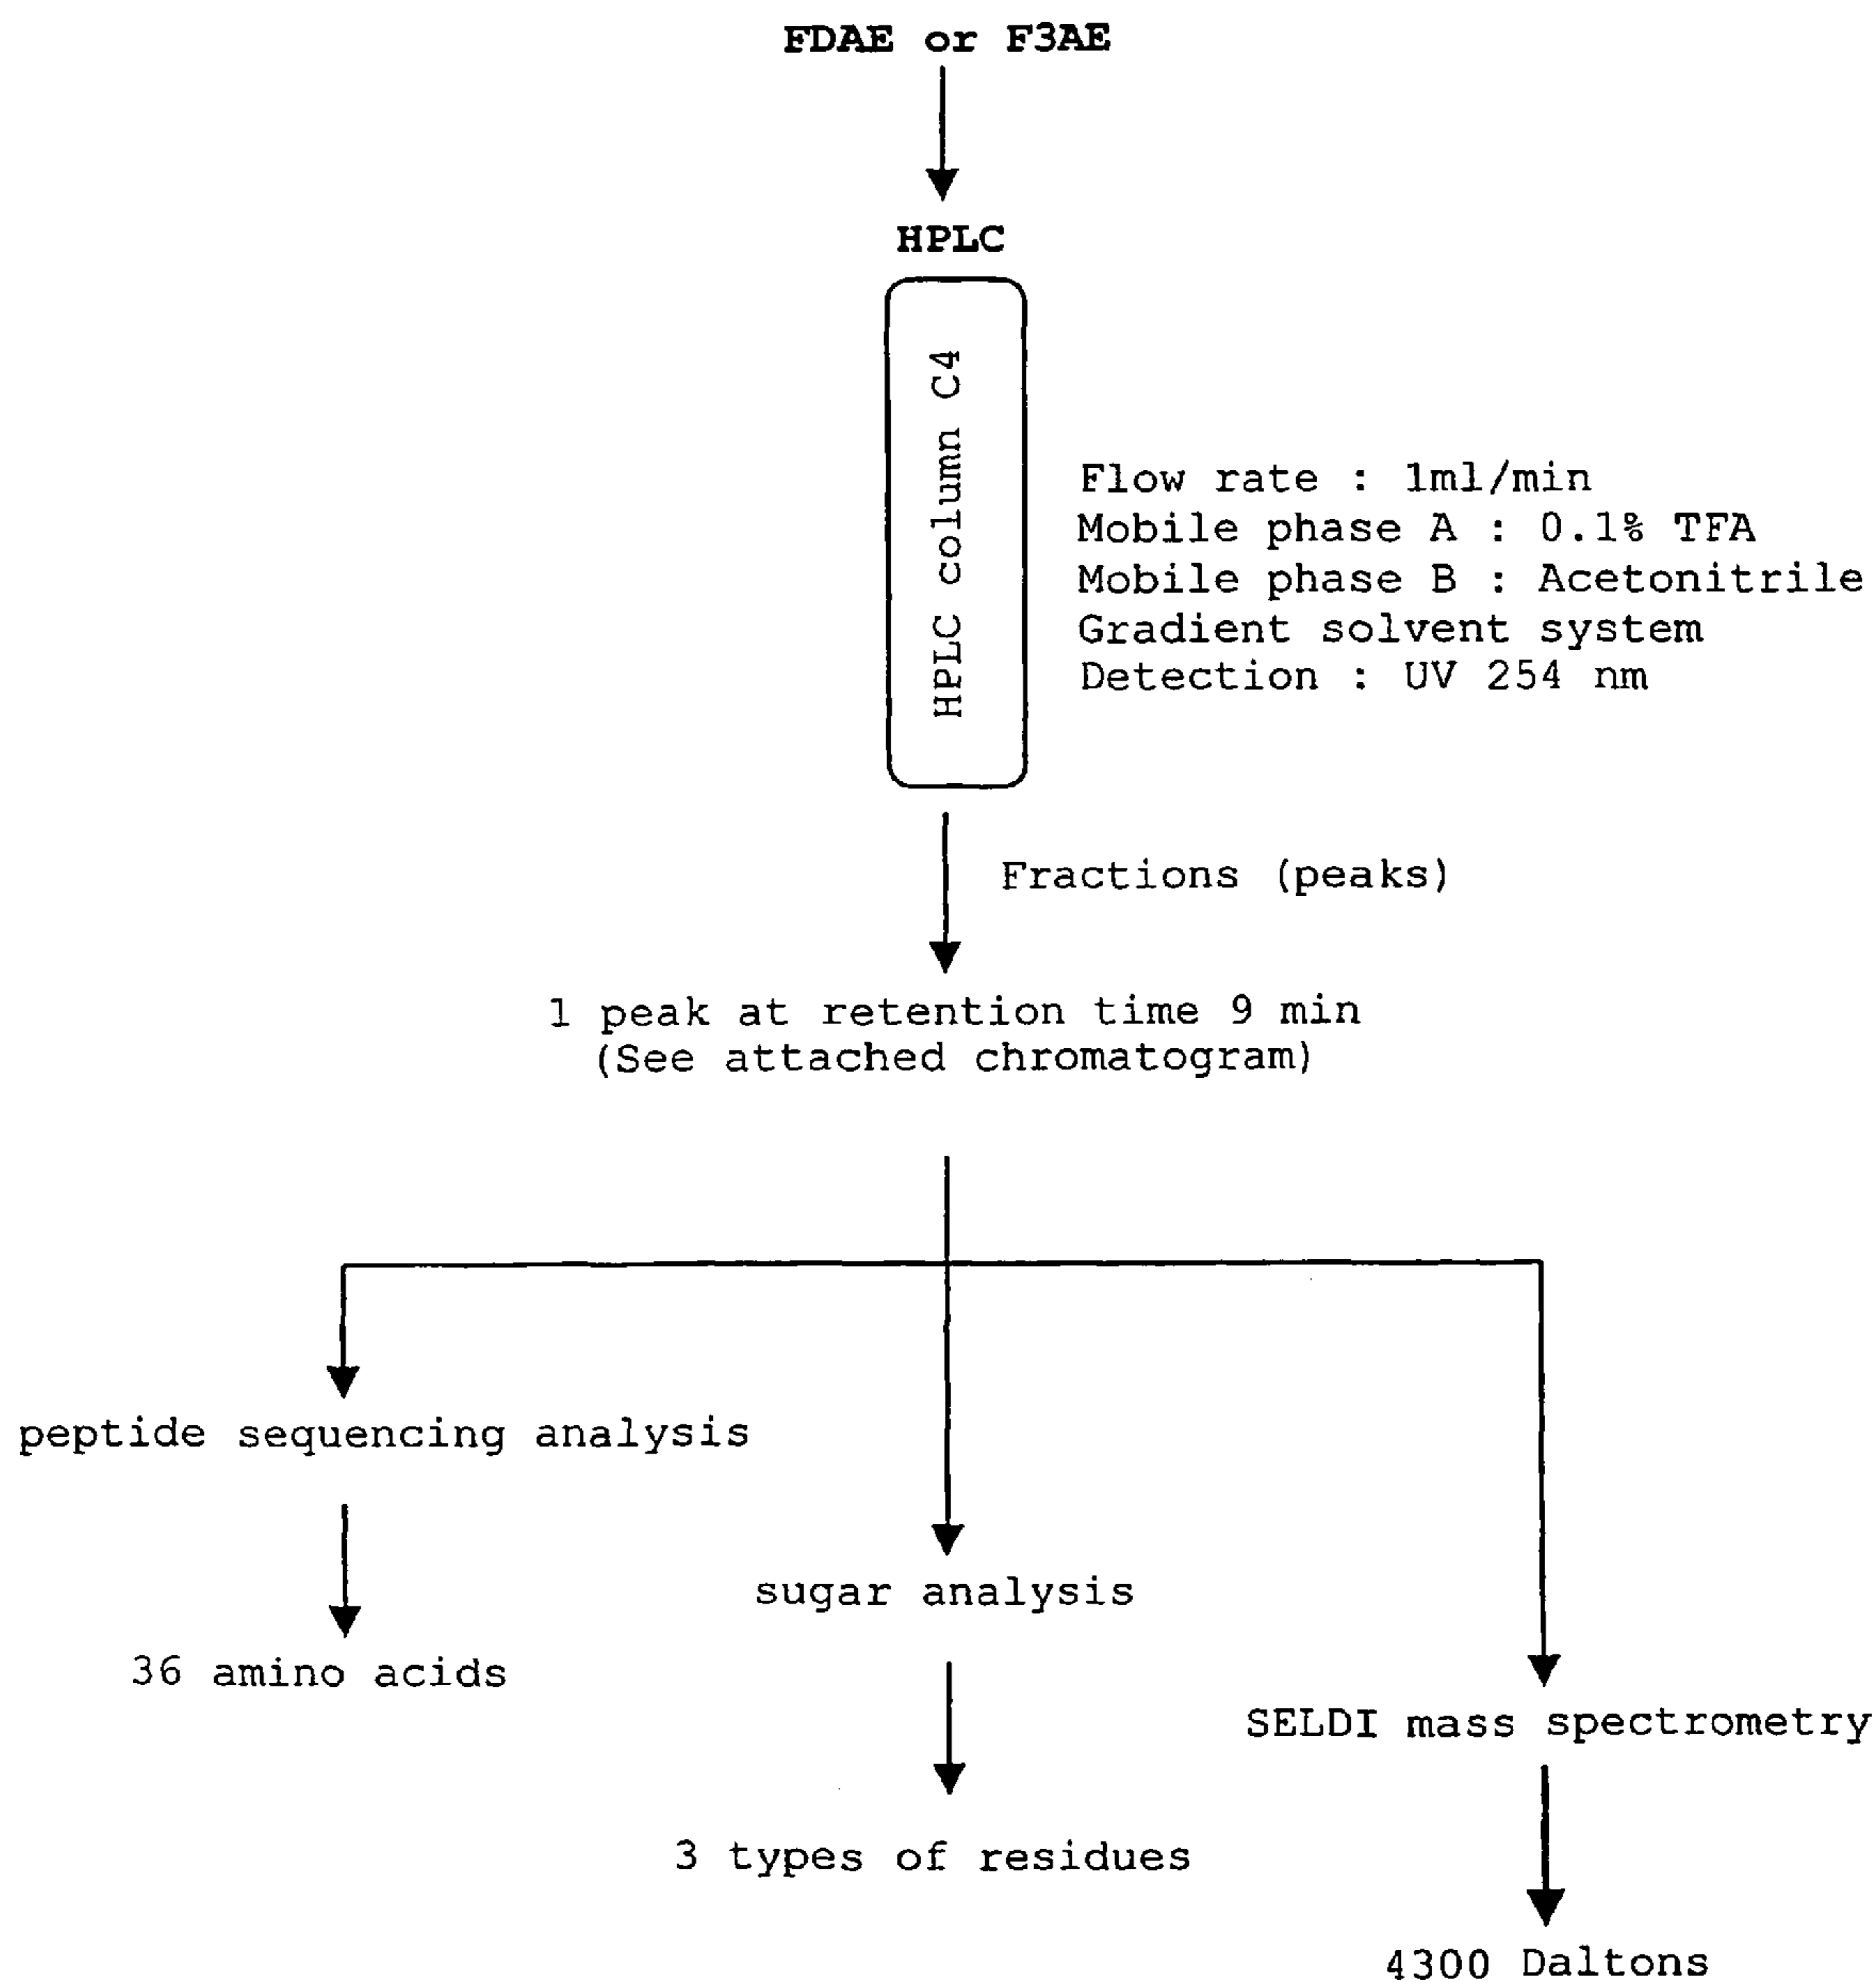 FDAE or F3AE
HPLC
HPLC column C4
Flow rate : 1ml/min
Mobile phase A : 0.1% TFA
Mobile phase B : Acetonitrile
Gradient solvent system
Detection : UV 254 nm
Fractions (peaks)
1 peak at retention time 9 min
(See attached chromatogram)
peptide sequencing analysis
36 amino acids
sugar analysis
3 types of residues
SELDI mass spectrometry
4300 Daltons